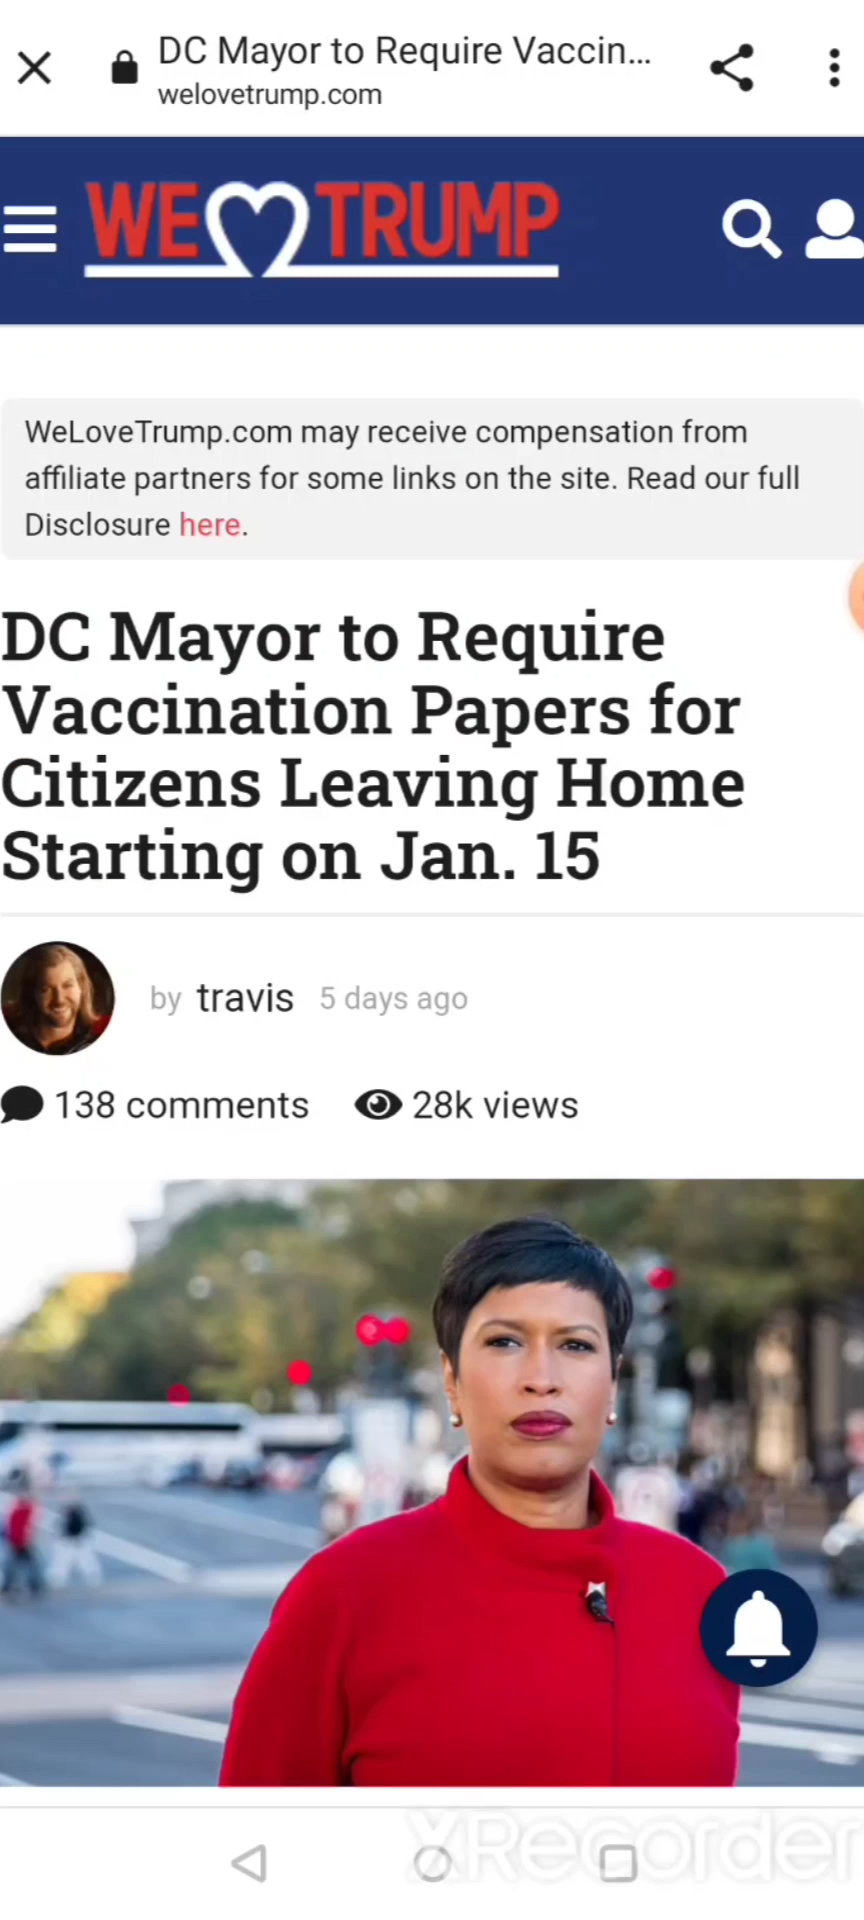 DC Mayor to Require Vaccin...
welovetrump.com
WE TRUMP
WeLoveTrump.com may receive compensation from
affiliate partners for some links on the site. Read our full
Disclosure here.
DC Mayor to Require
Vaccination Papers for
Citizens Leaving Home
Starting on Jan. 15
by travis 5 days ago
138 comments 28k views
XRecorder